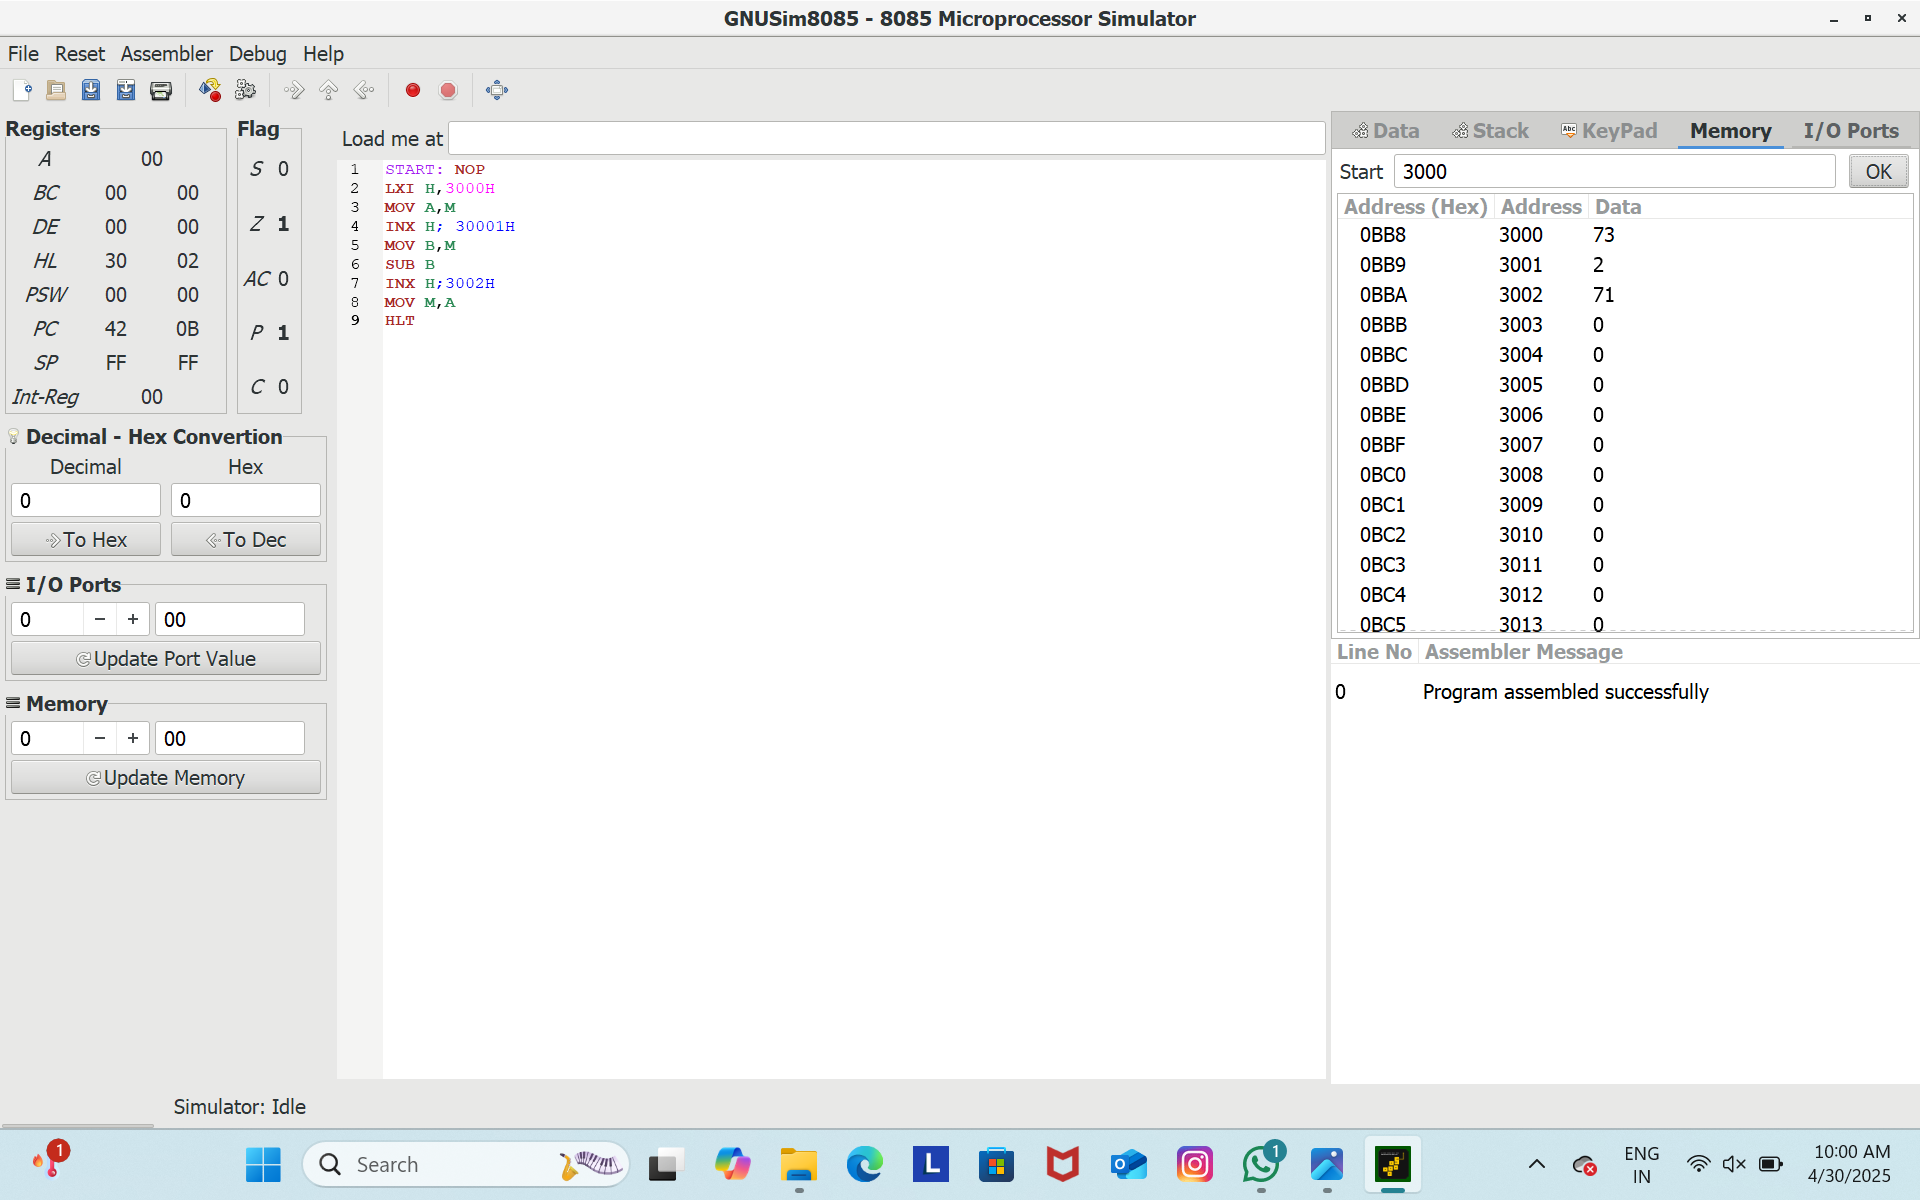 GNUSim8085 - 8085 Microprocessor Simulator
File Reset Assembler Debug Help
Registers
A 00
BC 00 00
DE 00 00
HL 30 02
PSW 00 00
PC 42 0B
SP FF FF
Int-Reg 00
Flag
S 0
Z 1
AC 0
P 1
C 0
Decimal - Hex Convertion
Decimal Hex
0 0
To Hex To Dec
I/O Ports
0 − + 00
Update Port Value
Memory
0 − + 00
Update Memory
Load me at
1 START: NOP
2 LXI H,3000H
3 MOV A,M
4 INX H; 30001H
5 MOV B,M
6 SUB B
7 INX H;3002H
8 MOV M,A
9 HLT
Data Stack Abc KeyPad Memory I/O Ports
Start 3000 OK
Address (Hex) Address Data
0BB8 3000 73
0BB9 3001 2
0BBA 3002 71
0BBB 3003 0
0BBC 3004 0
0BBD 3005 0
0BBE 3006 0
0BBF 3007 0
0BC0 3008 0
0BC1 3009 0
0BC2 3010 0
0BC3 3011 0
0BC4 3012 0
0BC5 3013 0
Line No Assembler Message
0 Program assembled successfully
Simulator: Idle
1
Search
L
1
ENG
IN
10:00 AM
4/30/2025